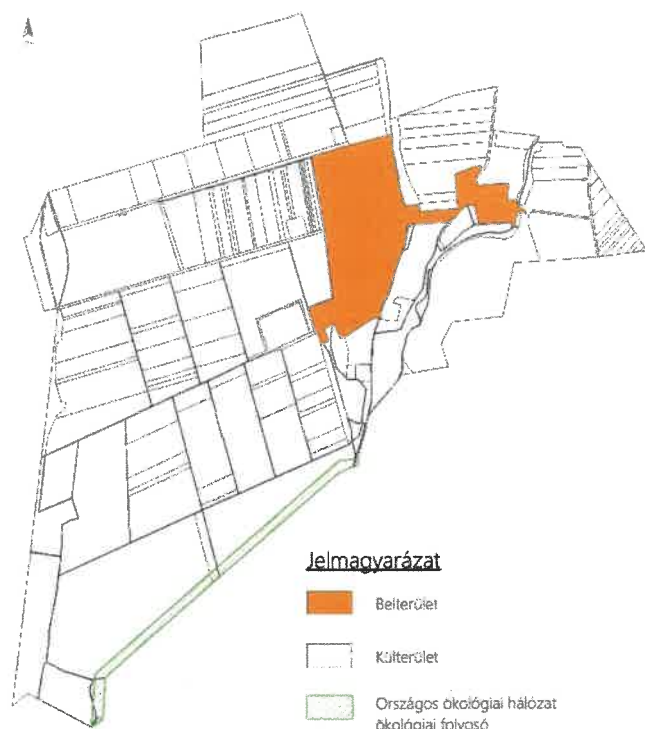 Jelmagyarázat
Belterület
Külterület
Országos ökológiai hálózat
ökológiai folyosó